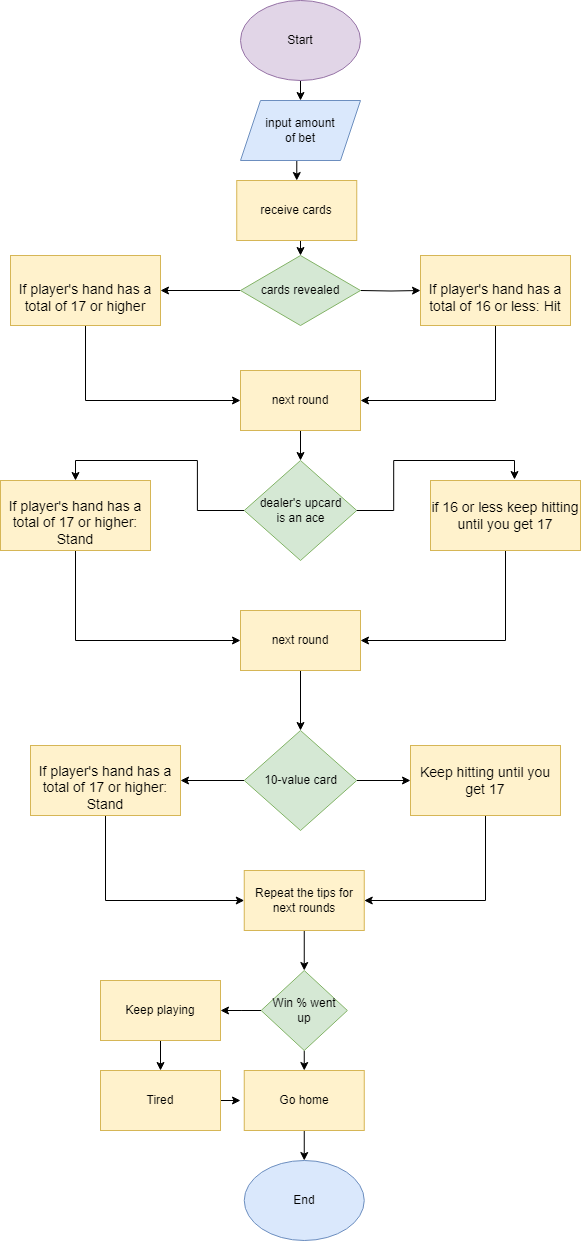 Start
input amount
of bet
receive cards
If player's hand has a
total of 17 or higher
cards revealed
If player's hand has a
total of 16 or less: Hit
next round
If player's hand has a
total of 17 or higher:
Stand
dealer's upcard
is an ace
if 16 or less keep hitting
until you get 17
next round
If player's hand has a
total of 17 or higher:
Stand
10-value card
Keep hitting until you
get 17
Repeat the tips for
next rounds
Keep playing
Win % went
up
Tired
Go home
End